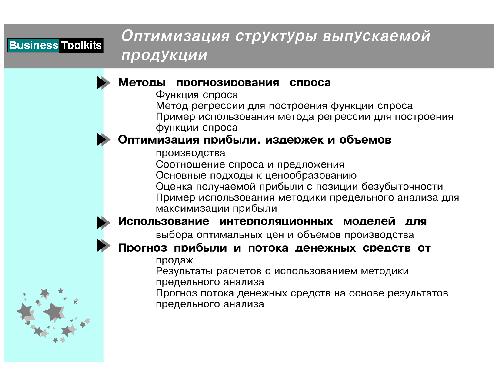 Business Toolkits
Оптимизация структуры выпускаемой
продукции
Методы прогнозирования спроса
Функция спроса
Метод регрессии для построения функции спроса
Пример использования метода регрессии для построения
функции спроса
Оптимизация прибыли, издержек и объемов
производства
Соотношение спроса и предложения
Основные подходы к ценообразованию
Оценка получаемой прибыли с позиции безубыточности
Пример использования методики предельного анализа для
максимизации прибыли
Использование интерполяционных моделей для
выбора оптимальных цен и объемов производства
Прогноз прибыли и потока денежных средств от
продаж
Результаты расчетов с использованием методики
предельного анализа
Прогноз потока денежных средств на основе результатов
предельного анализа